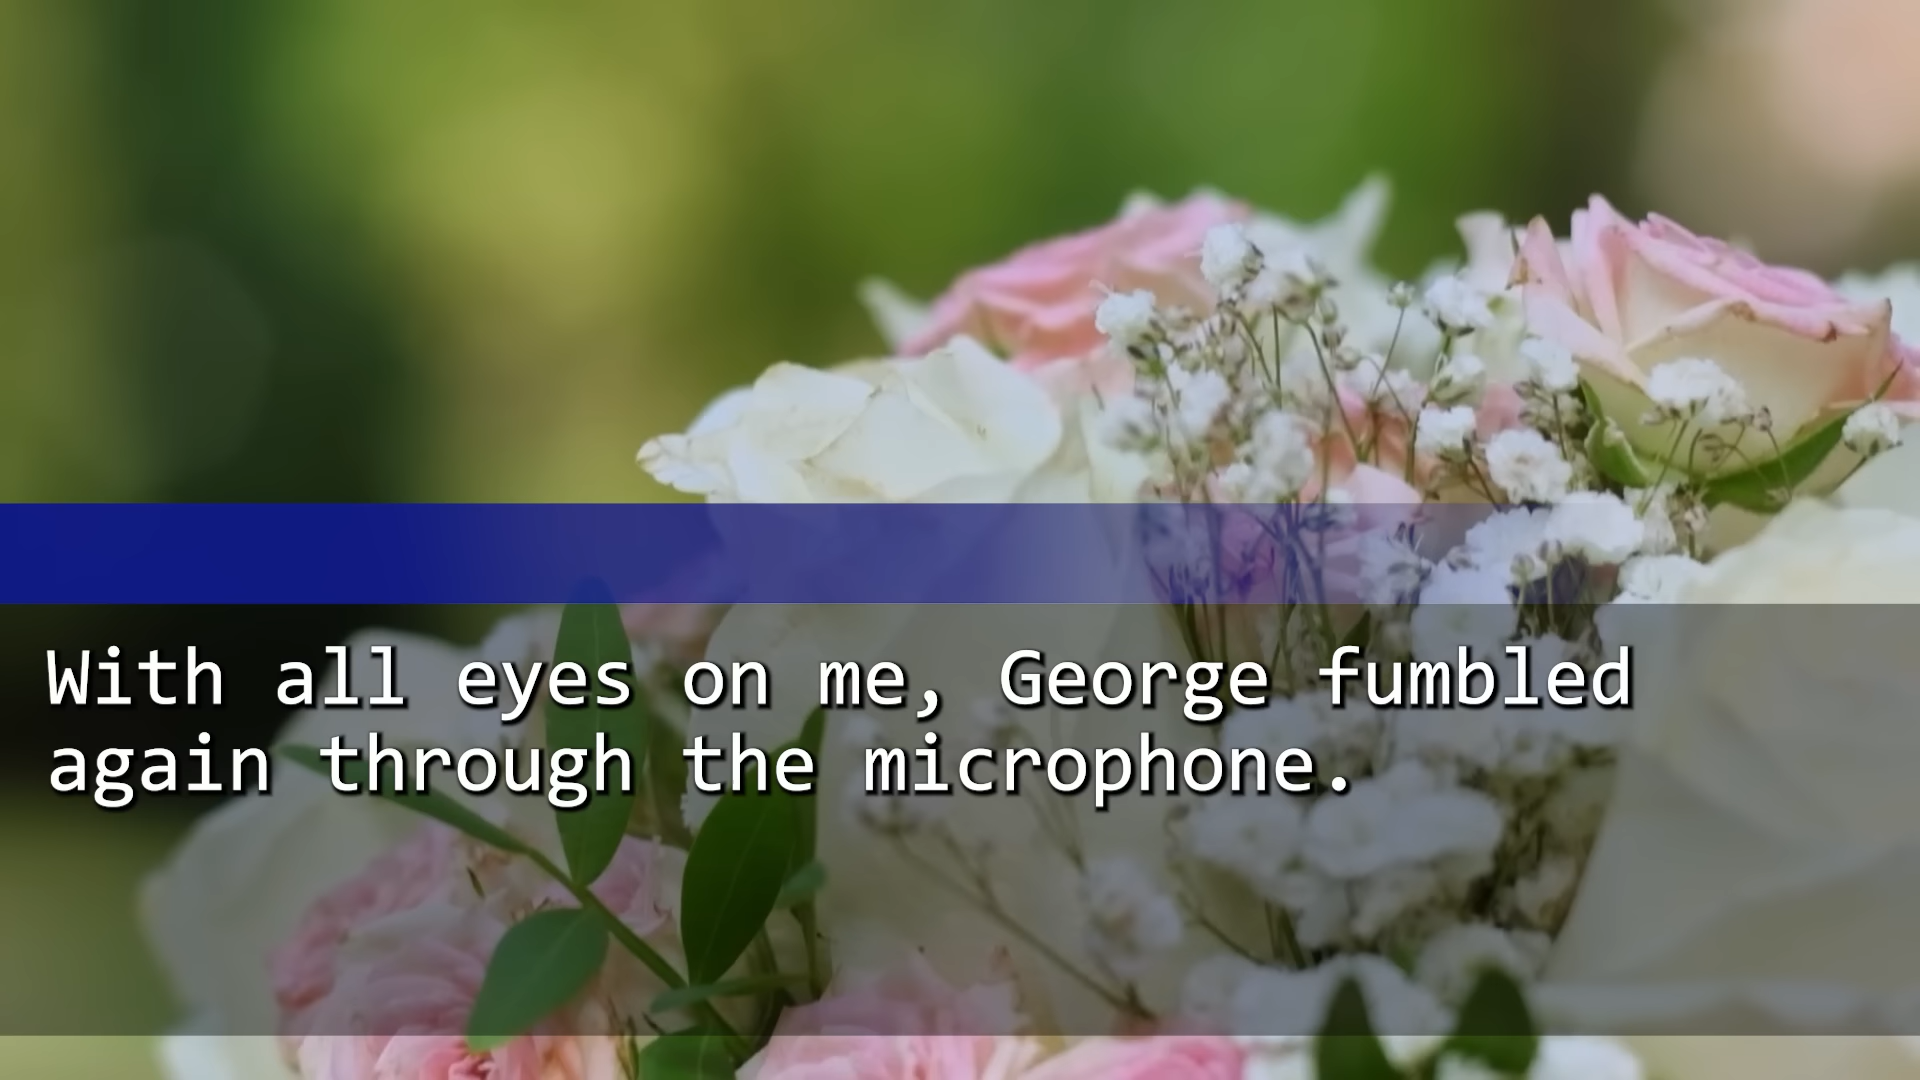 With all eyes on me, George fumbled
again through the microphone.